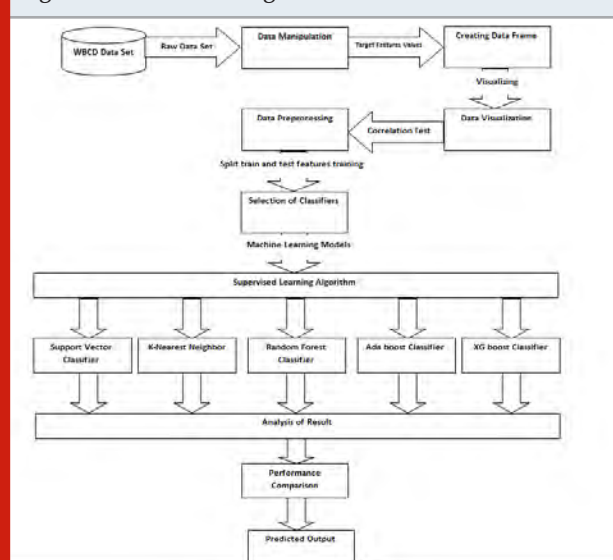 WBCD Data Set
Raw Data Set
Data Manipulation
Target Features Values
Creating Data Frame
Visualizing
Data Visualization
Correlation Test
Data Prepocessing
Split train and test features training
Selection of Classifiers
Machine Learning Models
Supervised Learning Algorithm
Support Vector
Classifier
K-Nearest Neighbor
Random Forest
Classifier
Ada boost Classifier
XG boost Classifier
Analysis of Result
Performance
Comparison
Predicted Output